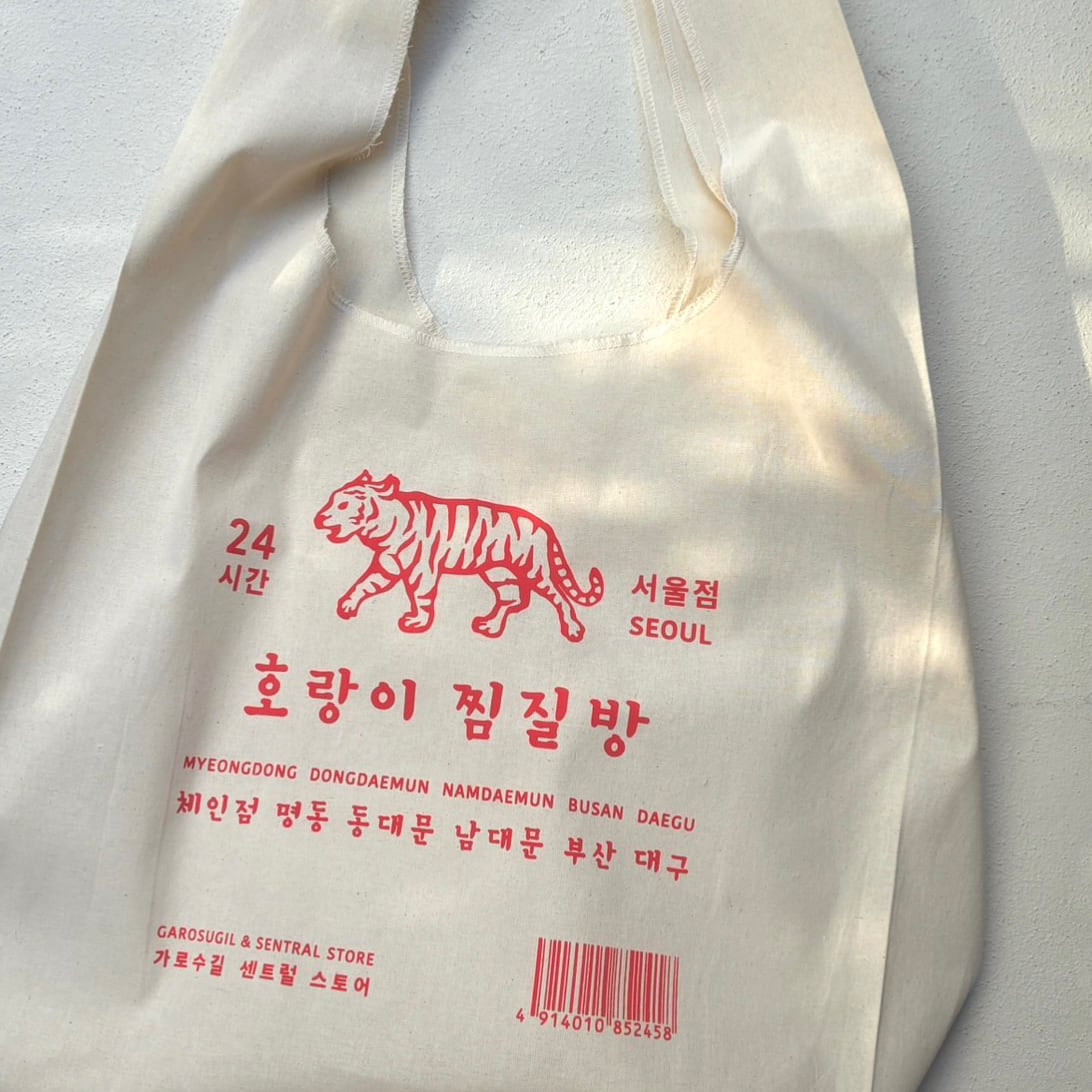 24
시간
서울점
SEOUL
호랑이 찜질방
MYEONGDONG DONGDAEMUN NAMDAEMUN BUSAN DAEGU
체인점 명동 동대문 남대문 부산 대구
GAROSUGIL & SENTRAL STORE
가로수길 센트럴 스토어
4 914010 852458